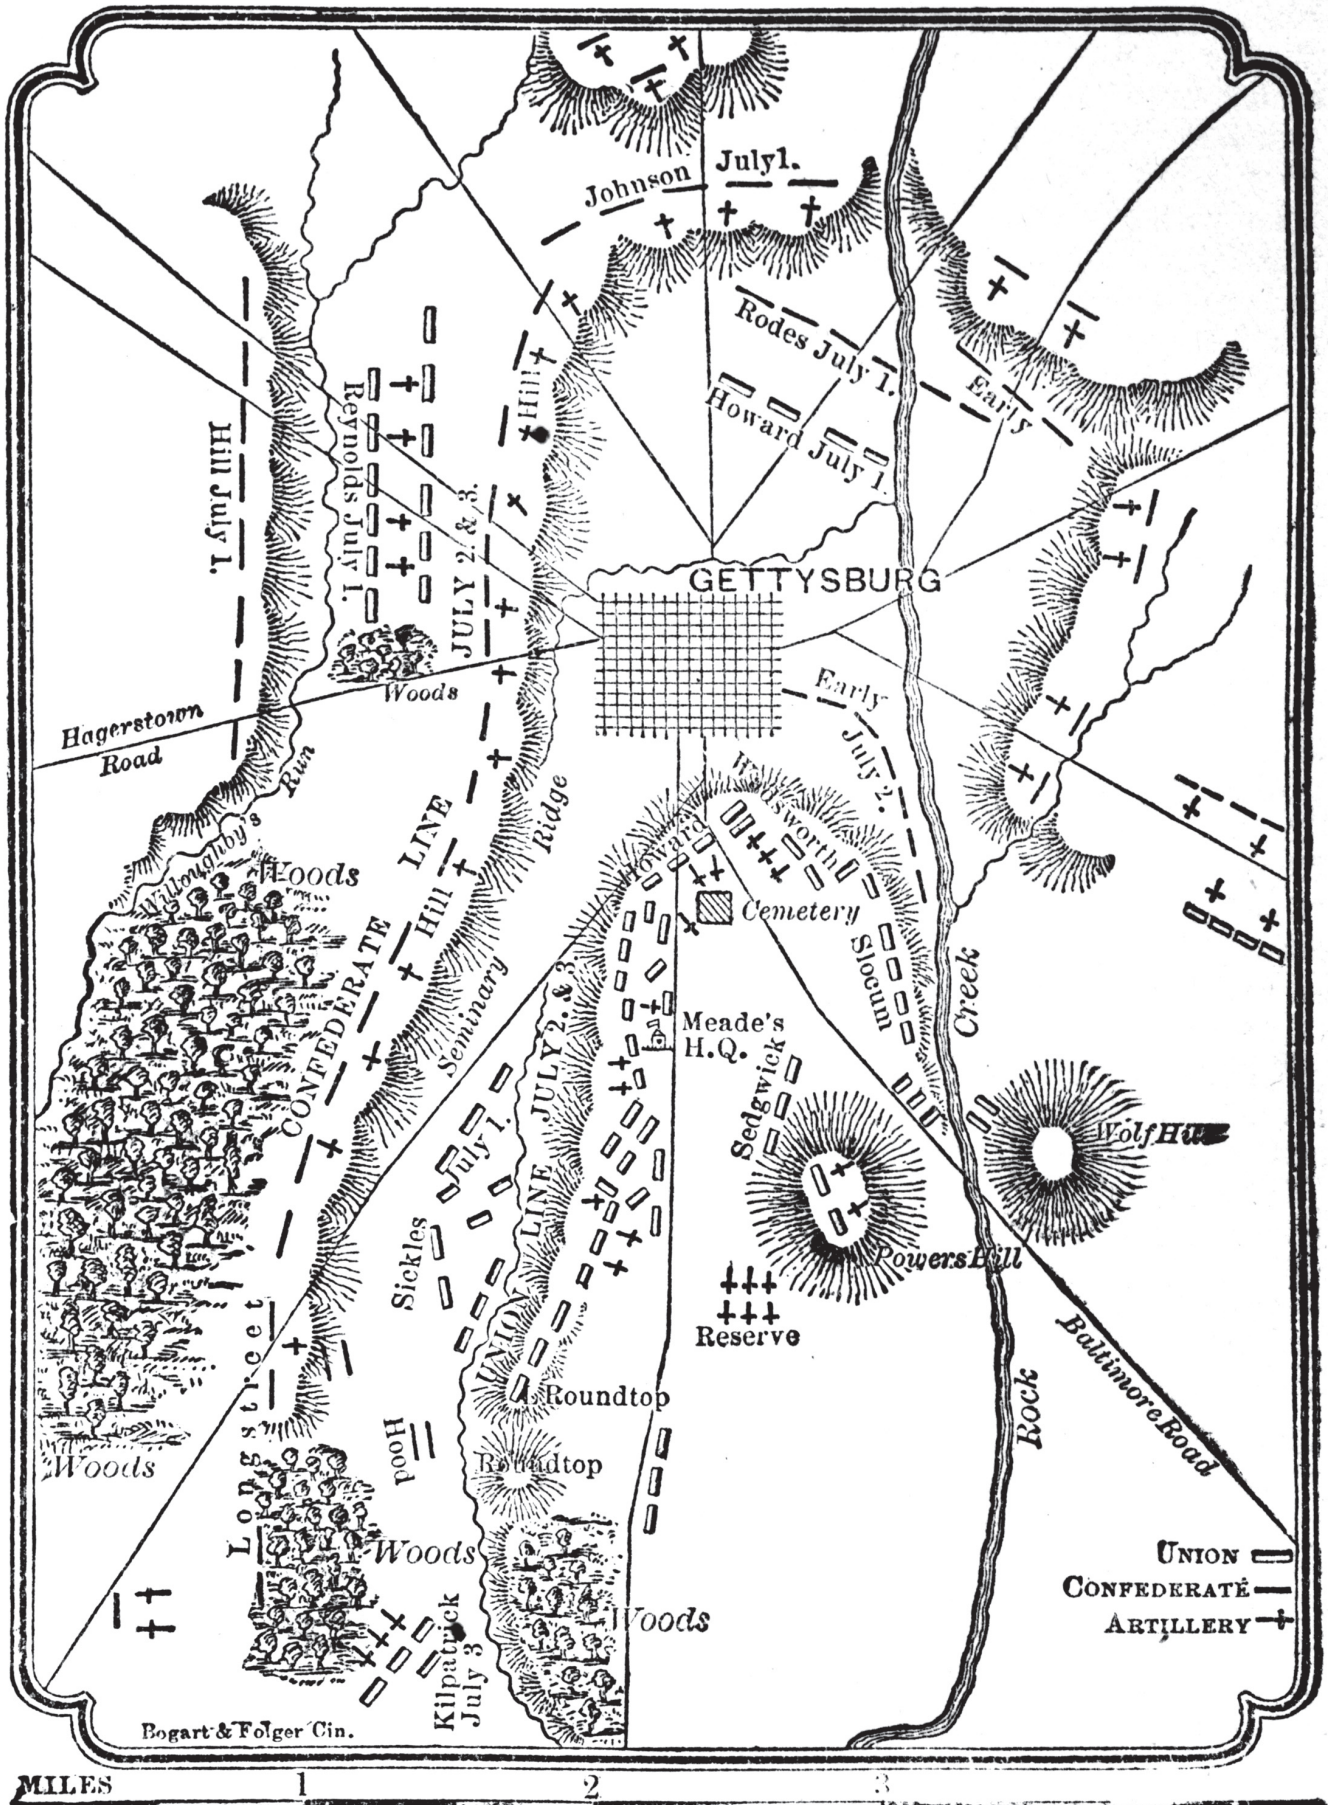 July 1.
Johnson
Rodes July 1.
Early
Hill
Howard July 1.
Reynolds July 1.
Hill July 1.
JULY 2. & 3.
GETTYSBURG
Woods
Hagerstown
Road
Early
July 2.
Run
Willoughby's
Woods
CONFEDERATE LINE
Hill
Seminary Ridge
Howard
Wadsworth
Cemetery
Slocum
Creek
Meade's
H.Q.
Sedgwick
Wolf Hill
Powers Hill
Reserve
UNION LINE JULY 2. & 3.
July 1.
Sickles
Longstreet
L. Roundtop
Roundtop
Hood
Woods
Woods
Woods
Baltimore Road
Rock
Kilpatrick
July 3
UNION
CONFEDERATE
ARTILLERY
Bogart & Folger Cin.
MILES 1 2 3